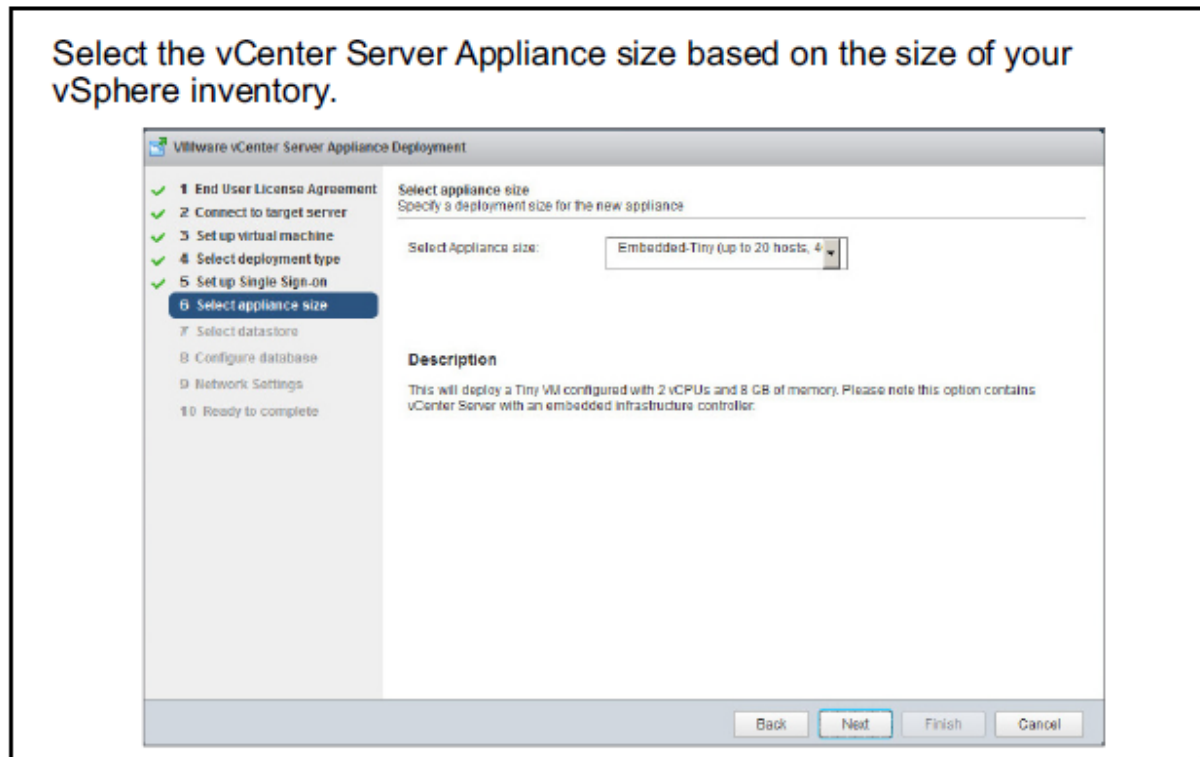 Select the vCenter Server Appliance size based on the size of your
vSphere inventory.
VMware vCenter Server Appliance Deployment
1 End User License Agreement
2 Connect to target server
3 Set up virtual machine
4 Select deployment type
5 Set up Single Sign-on
6 Select appliance size
7 Select datastore
8 Configure database
9 Network Settings
10 Ready to complete
Select appliance size
Specify a deployment size for the new appliance
Select Appliance size:
Embedded-Tiny (up to 20 hosts, 4
Description
This will deploy a Tiny VM configured with 2 vCPUs and 8 GB of memory. Please note this option contains
vCenter Server with an embedded infrastructure controller.
Back
Next
Finish
Cancel